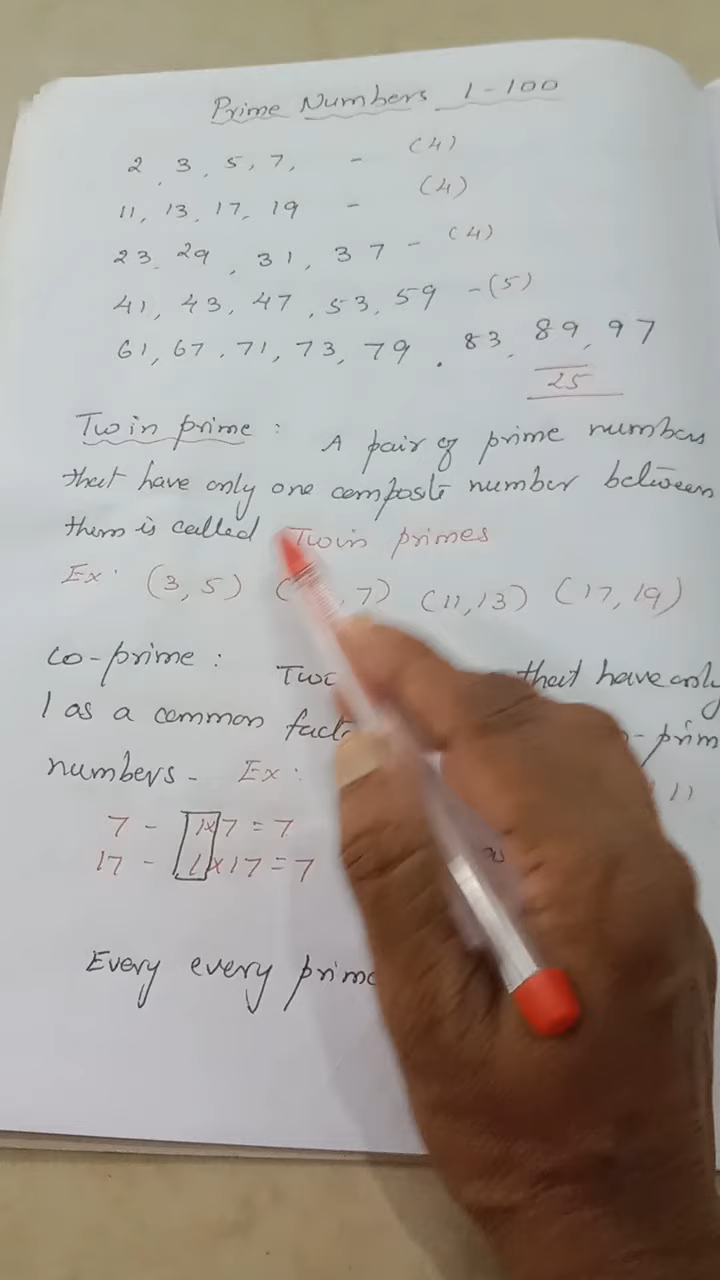 Prime Numbers 1-100
2, 3, 5, 7, - (4)
11, 13, 17, 19 - (4)
23, 29, 31, 37 - (4)
41, 43, 47, 53, 59 - (5)
61, 67, 71, 73, 79, 83, 89, 97
25
Twin prime: A pair of prime numbers
that have only one composite number between
them is called Twin primes
Ex: (3,5) ( ,7) (11,13) (17,19)
Co-prime: that have only
1 as a common
numbers- Ex: 11
7 - 1x7 = 7
17 - 1x17 = 7
Every every prime